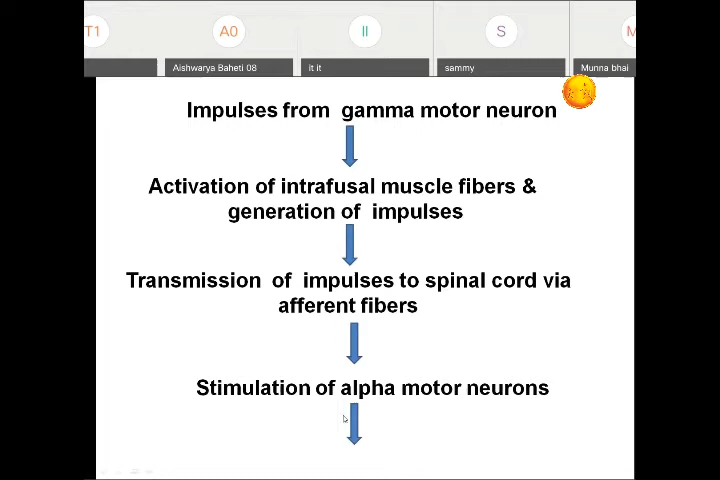 T1 A0 II S M
Aishwarya Baheti 08 It it sammy Munna bhai
Impulses from gamma motor neuron
Activation of intrafusal muscle fibers &
generation of impulses
Transmission of impulses to spinal cord via
afferent fibers
Stimulation of alpha motor neurons